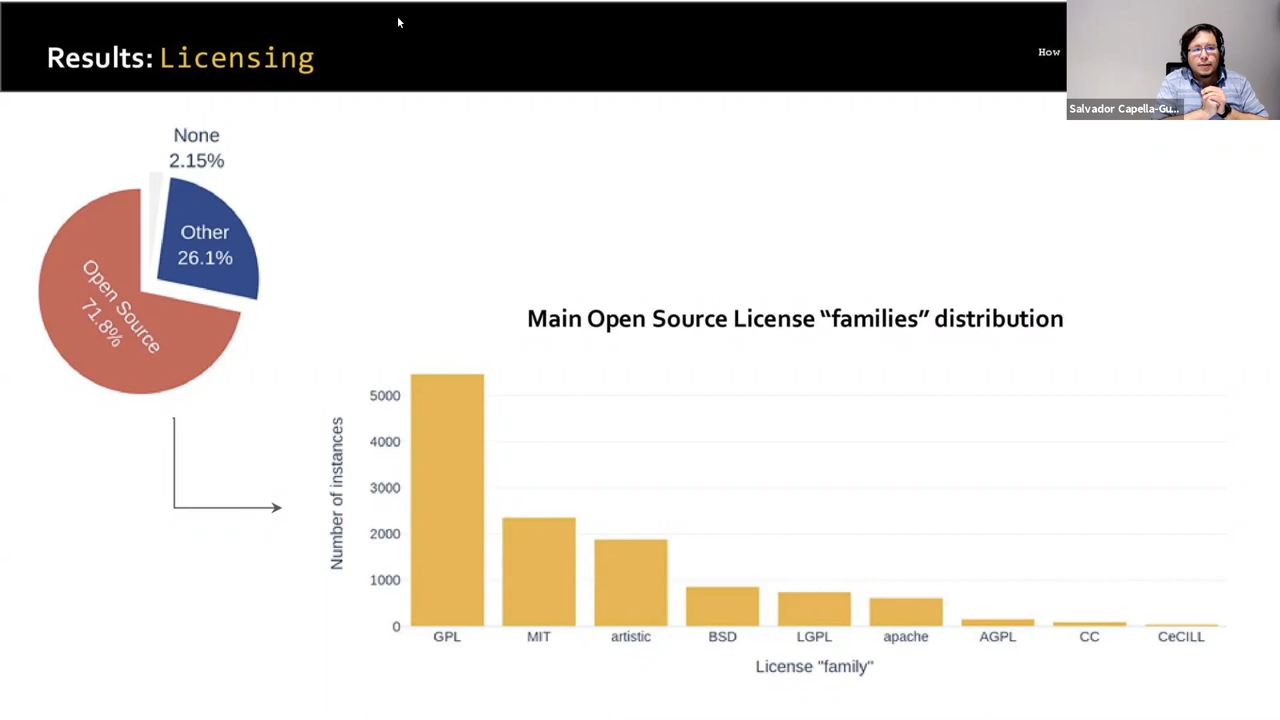 Results: Licensing
How
Salvador Capella-Gu...
None
2.15%
Other
26.1%
Open Source
71.8%
Main Open Source License “families” distribution
Number of instances
5000
4000
3000
2000
1000
0
GPL MIT artistic BSD LGPL apache AGPL CC CeCILL
License "family"